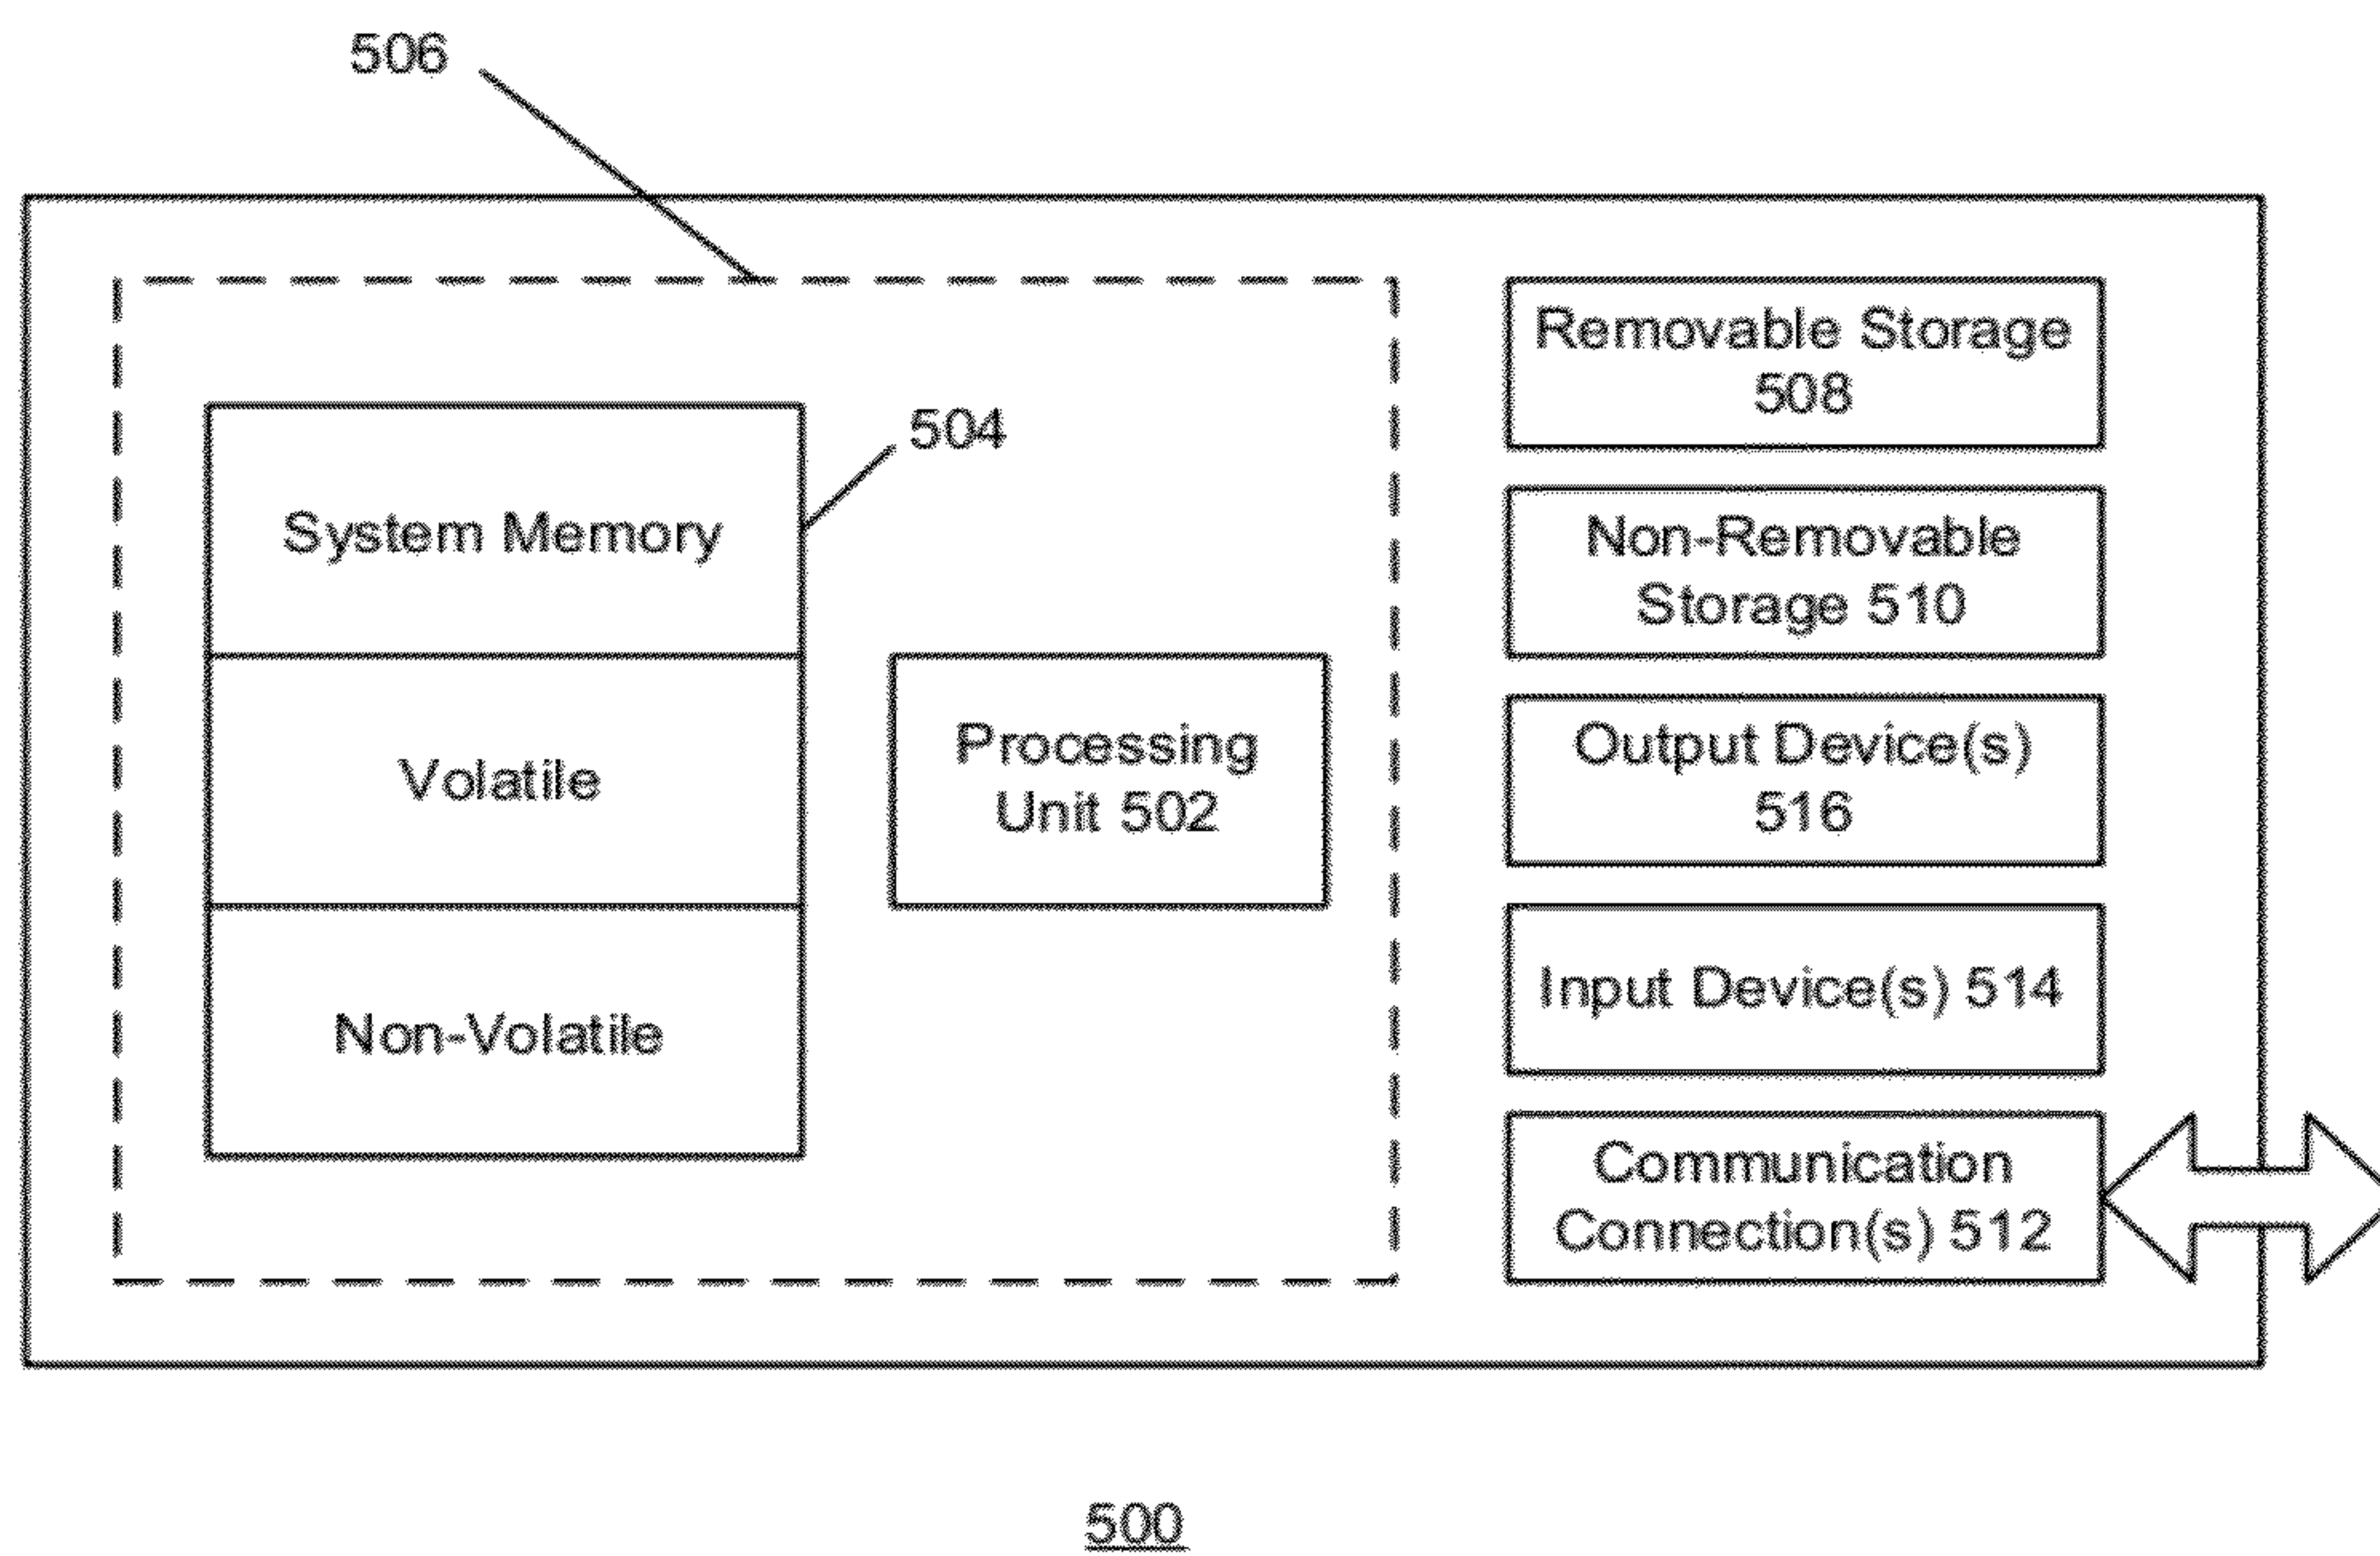 506
504
System Memory
Volatile
Non-Volatile
Processing
Unit 502
Removable Storage
508
Non-Removable
Storage 510
Output Device(s)
516
Input Device(s) 514
Communication
Connection(s) 512
500